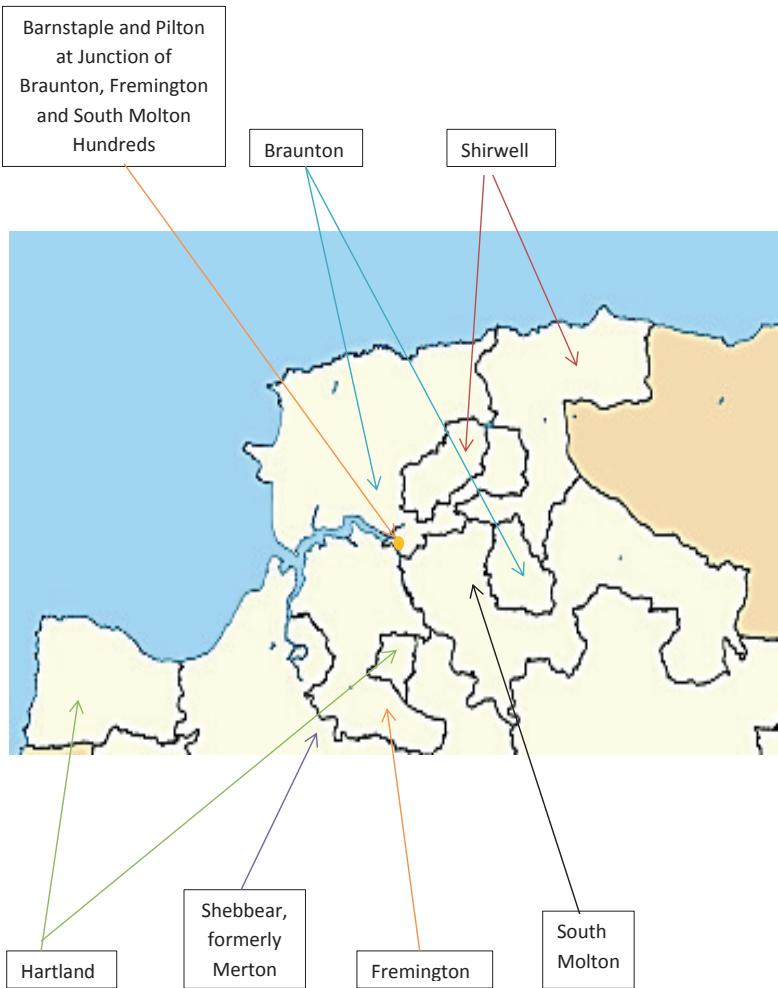 Barnstaple and Pilton
at Junction of
Braunton, Fremington
and South Molton
Hundreds
Braunton
Shirwell
Hartland
Shebbear,
formerly
Merton
Fremington
South
Molton